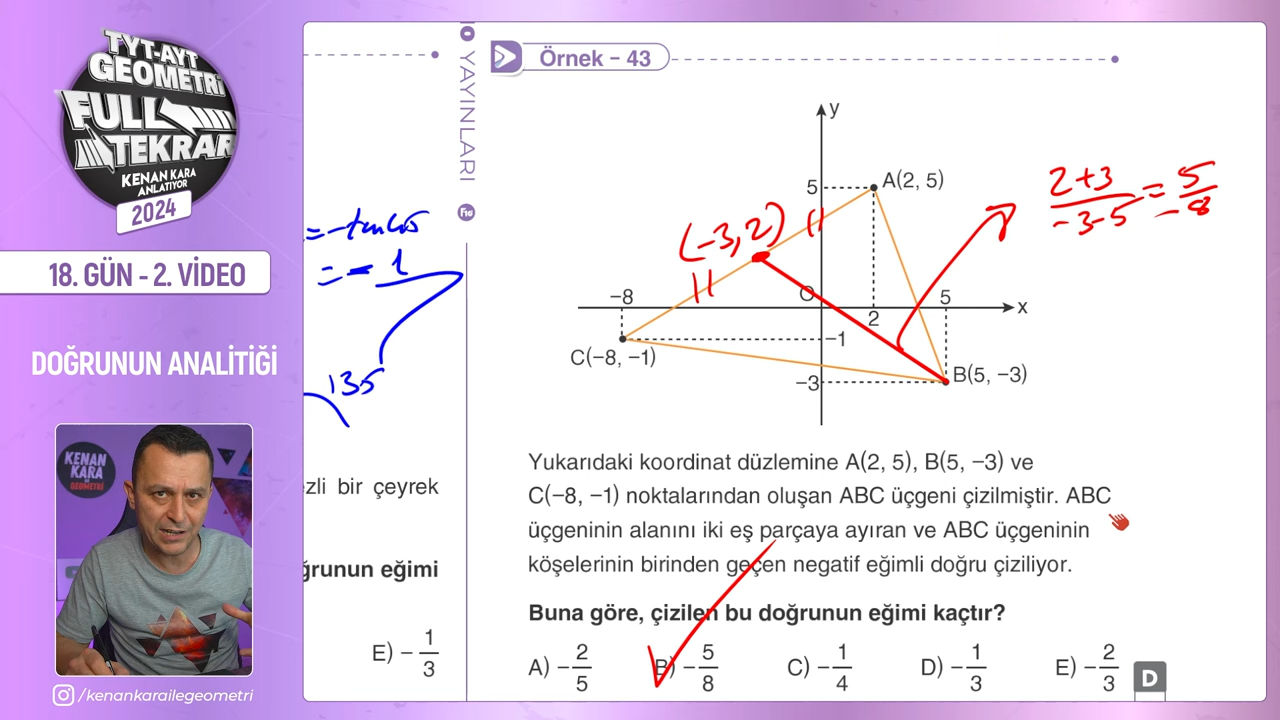 TYT-AYT
GEOMETRİ
FULL
TEKRAR
KENAN KARA
ANLATIYOR
2024
18. GÜN - 2. VİDEO
DOĞRUNUN ANALİTİĞİ
KENAN
KARA
GEOMETRİ
/kenankarailegeometri
YAYINLARI
= -tan45
= - 1
135
zli bir çeyrek
ğrunun eğimi
E) - 1/3
Örnek - 43
y
5
A(2, 5)
(-3,2)
2+3/-3-5 = 5/-8
-8
O
2
5
x
-1
C(-8, -1)
-3
B(5, -3)
Yukarıdaki koordinat düzlemine A(2, 5), B(5, -3) ve
C(-8, -1) noktalarından oluşan ABC üçgeni çizilmiştir. ABC
üçgeninin alanını iki eş parçaya ayıran ve ABC üçgeninin
köşelerinin birinden geçen negatif eğimli doğru çiziliyor.
Buna göre, çizilen bu doğrunun eğimi kaçtır?
A) - 2/5 B) - 5/8 C) - 1/4 D) - 1/3 E) - 2/3
D